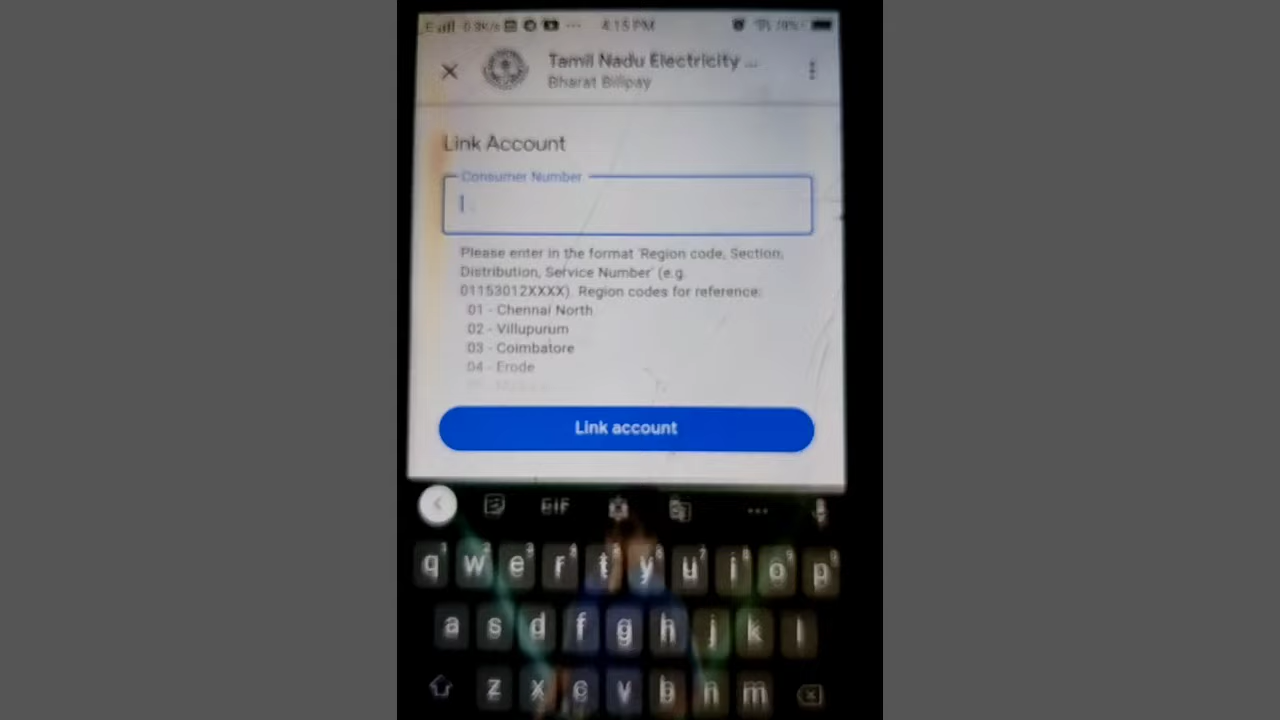 4:15 PM
Tamil Nadu Electricity ...
Bharat Billpay
Link Account
Consumer Number
Please enter in the format 'Region code, Section,
Distribution, Service Number' (e.g.
01153012XXXX). Region codes for reference:
01 - Chennai North
02 - Villupurum
03 - Coimbatore
04 - Erode
Link account
GIF
q w e r t y u i o p
a s d f g h j k l
z x c v b n m